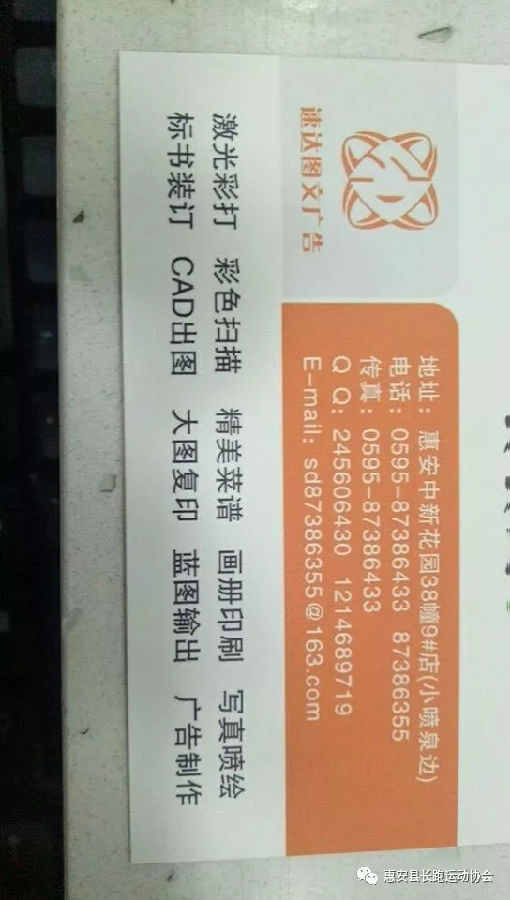 速达图文广告
地址：惠安中新花园38幢9#店(小喷泉边)
电话：0595-87386433 87386355
传真：0595-87386433
Q Q：245606430 1214689719
E-mail：sd87386355@163.com
激光彩打 彩色扫描 精美菜谱 画册印刷 写真喷绘
标书装订 CAD出图 大图复印 蓝图输出 广告制作
惠安县长跑运动协会